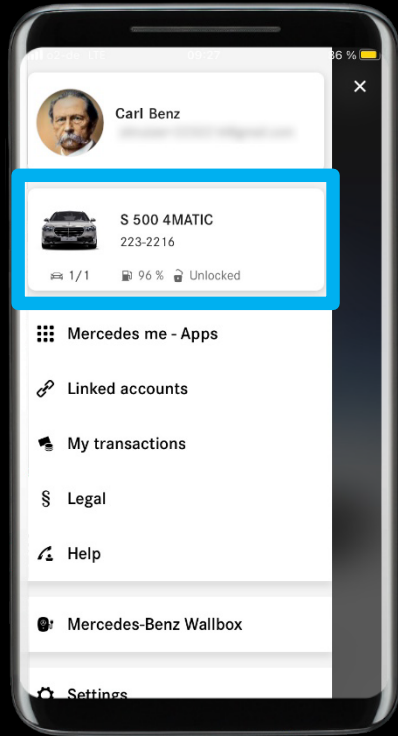 36 %
Carl Benz
S 500 4MATIC
223-2216
1/1 96 % Unlocked
Mercedes me - Apps
Linked accounts
My transactions
§ Legal
Help
Mercedes-Benz Wallbox
Settings